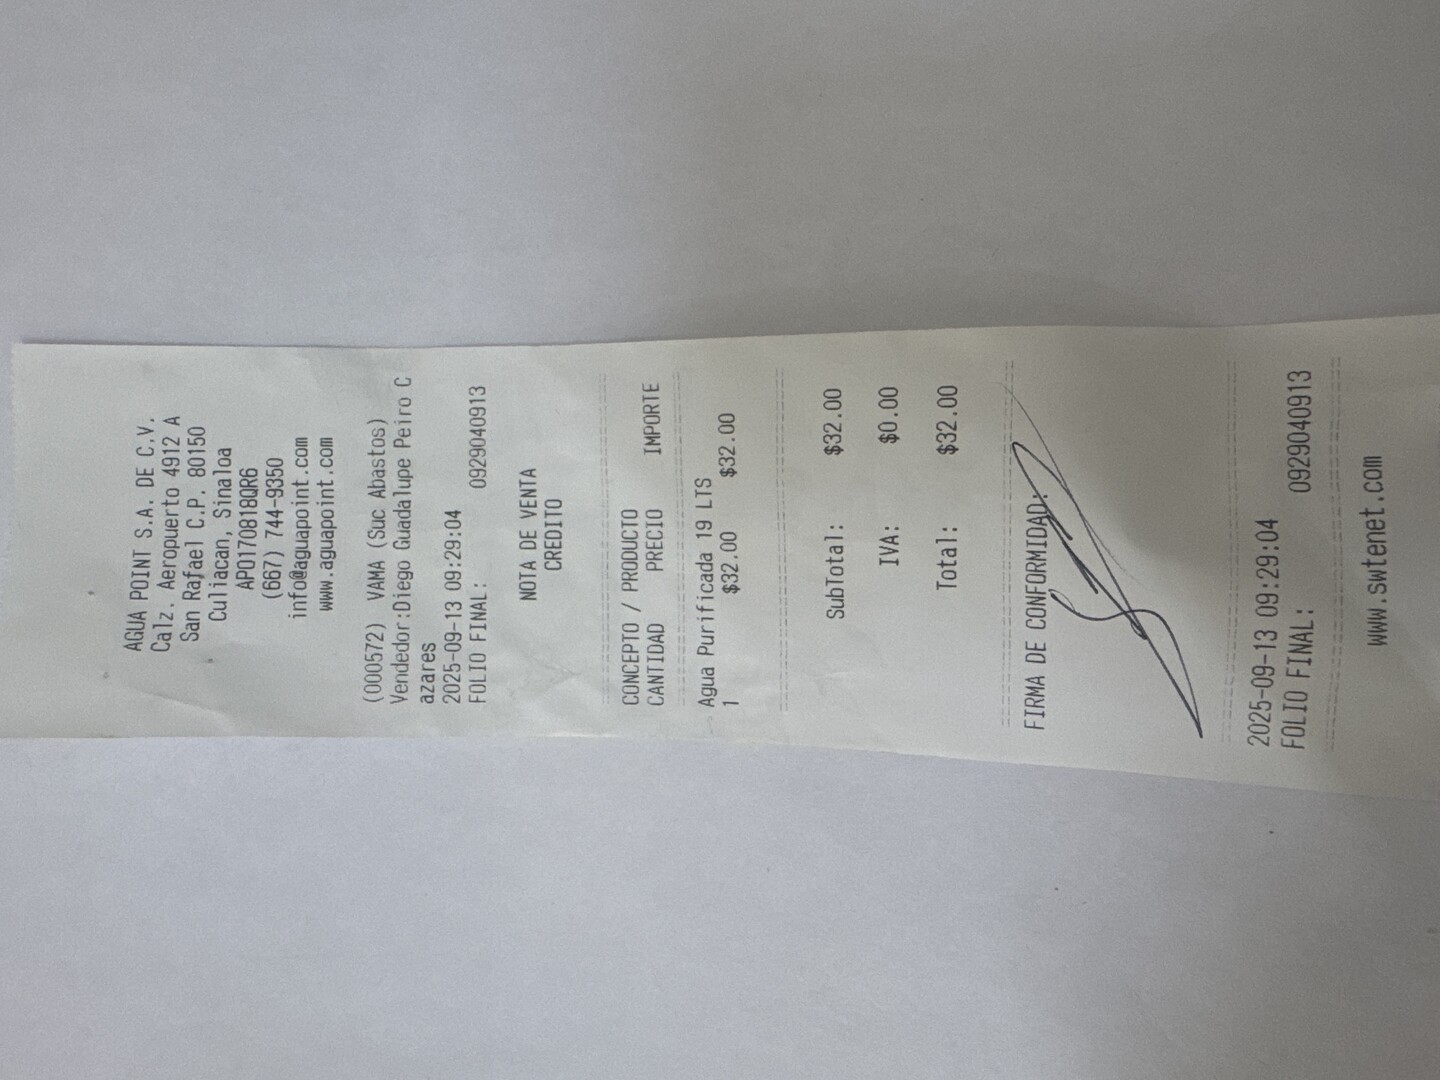 AGUA POINT S.A. DE C.V.
Calz. Aeropuerto 4912 A
San Rafael C.P. 80150
Culiacan, Sinaloa
APO170818QR6
(667) 744-9350
info@aguapoint.com
www.aguapoint.com
(000572) VAMA (Suc Abastos)
Vendedor:Diego Guadalupe Peiro C
azares
2025-09-13 09:29:04
FOLIO FINAL: 0929040913
NOTA DE VENTA
CREDITO
CONCEPTO / PRODUCTO
CANTIDAD PRECIO IMPORTE
Agua Purificada 19 LTS
1 $32.00 $32.00
SubTotal: $32.00
IVA: $0.00
Total: $32.00
FIRMA DE CONFORMIDAD:
2025-09-13 09:29:04
FOLIO FINAL: 0929040913
www.swtenet.com